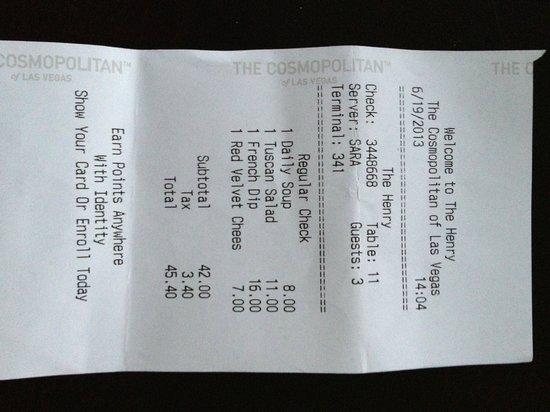 THE COSMOPOLITAN™
of LAS VEGAS
THE COSMOPOLITAN™
of LAS VEGAS
THE COSM
Welcome to The Henry
The Cosmopolitan of Las Vegas
6/19/2013 14:04
================================
The Henry
Check: 3448668 Table: 11
Server: SARA Guests: 3
Terminal: 341
================================
Regular Check
1 Daily Soup 8.00
1 Tuscan Salad 11.00
1 French Dip 16.00
1 Red Velvet Chees 7.00
Subtotal 42.00
Tax 3.40
Total 45.40
Earn Points Anywhere
With Identity
Show Your Card Or Enroll Today